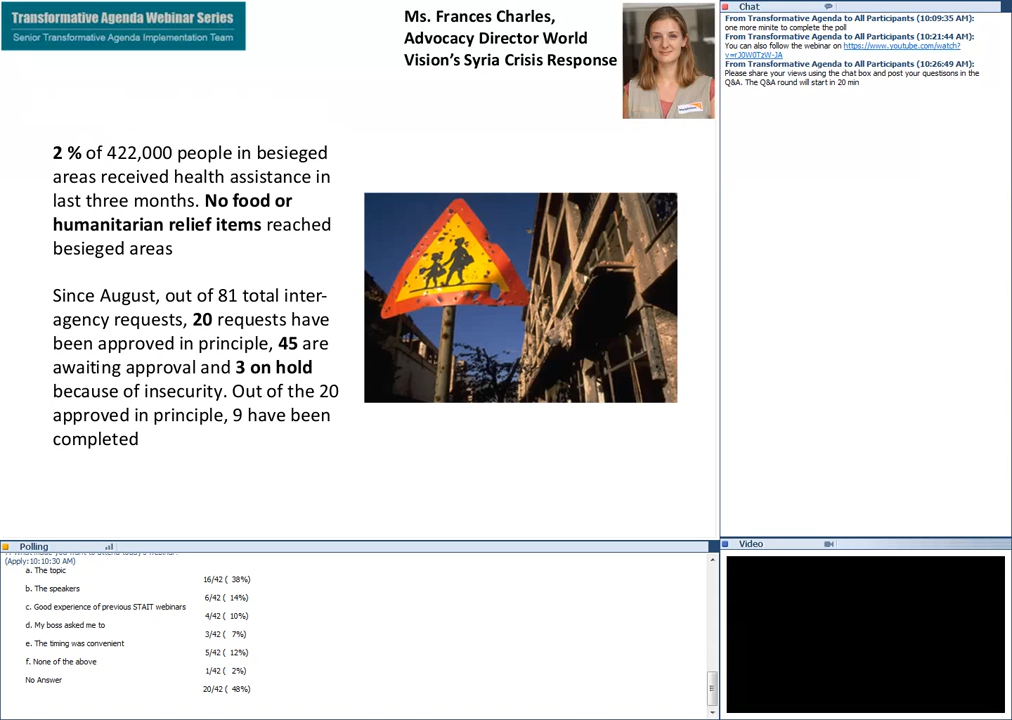 Transformative Agenda Webinar Series
Senior Transformative Agenda Implementation Team
Ms. Frances Charles,
Advocacy Director World
Vision's Syria Crisis Response
2 % of 422,000 people in besieged
areas received health assistance in
last three months. No food or
humanitarian relief items reached
besieged areas
Since August, out of 81 total inter-
agency requests, 20 requests have
been approved in principle, 45 are
awaiting approval and 3 on hold
because of insecurity. Out of the 20
approved in principle, 9 have been
completed
Chat
From Transformative Agenda to All Participants (10:09:35 AM):
one more minite to complete the poll
From Transformative Agenda to All Participants (10:21:44 AM):
You can also follow the webinar on https://www.youtube.com/watch?
From Transformative Agenda to All Participants (10:26:49 AM):
Please share your views using the chat box and post your questisons in the
Q&A. The Q&A round will start in 20 min
Polling
(Apply:10:10:30 AM)
a. The topic
16/42 ( 38%)
b. The speakers
6/42 ( 14%)
c. Good experience of previous STAIT webinars
4/42 ( 10%)
d. My boss asked me to
3/42 ( 7%)
e. The timing was convenient
5/42 ( 12%)
f. None of the above
1/42 ( 2%)
No Answer
20/42 ( 48%)
Video